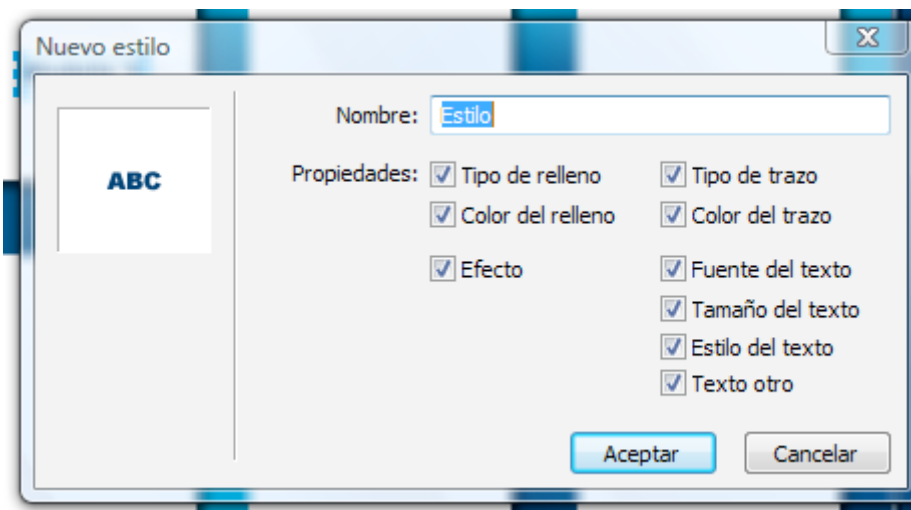 Nuevo estilo
Nombre: Estilo
ABC
Propiedades: Tipo de relleno Tipo de trazo
Color del relleno Color del trazo
Efecto Fuente del texto
Tamaño del texto
Estilo del texto
Texto otro
Aceptar Cancelar